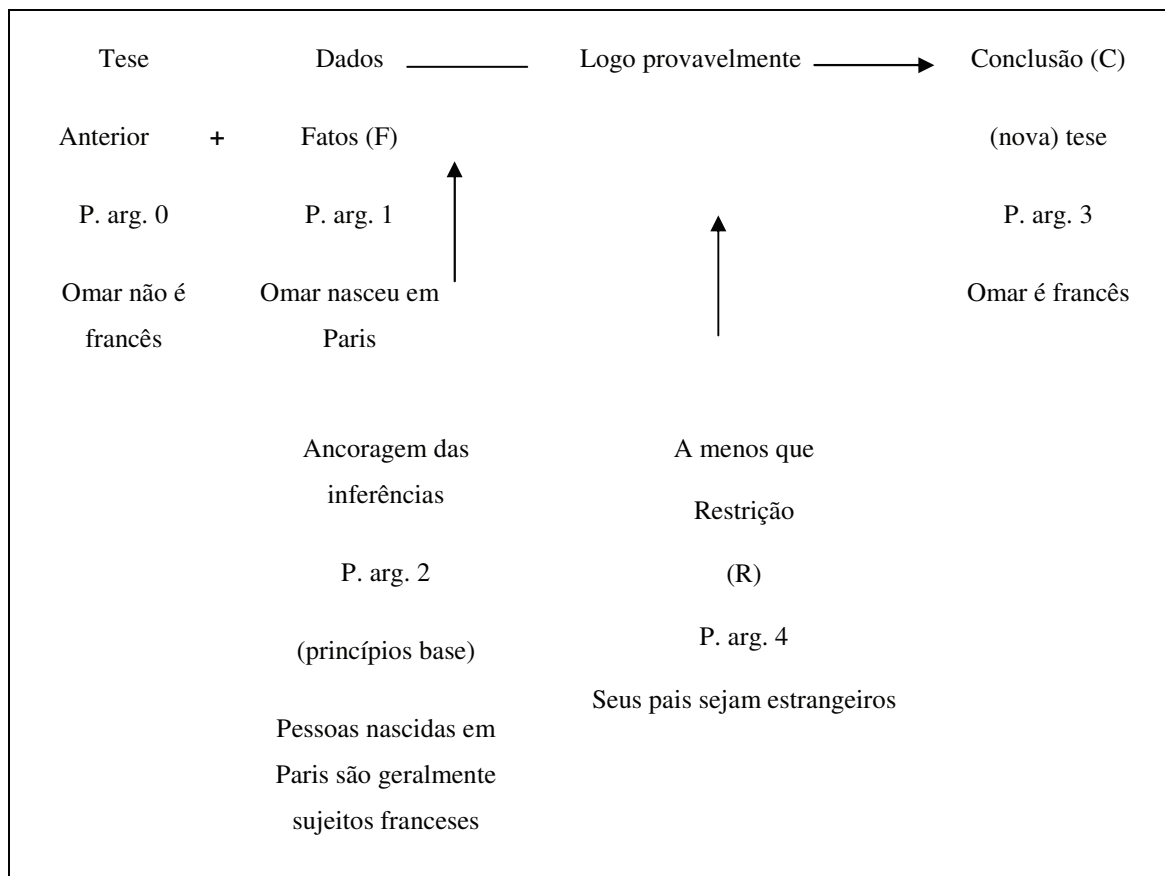 Tese Dados Logo provavelmente Conclusão (C)
Anterior + Fatos (F) (nova) tese
P. arg. 0 P. arg. 1 P. arg. 3
Omar não é Omar nasceu em Omar é francês
francês Paris
Ancoragem das A menos que
inferências Restrição
P. arg. 2 (R)
(princípios base) P. arg. 4
Pessoas nascidas em Seus pais sejam estrangeiros
Paris são geralmente
sujeitos franceses